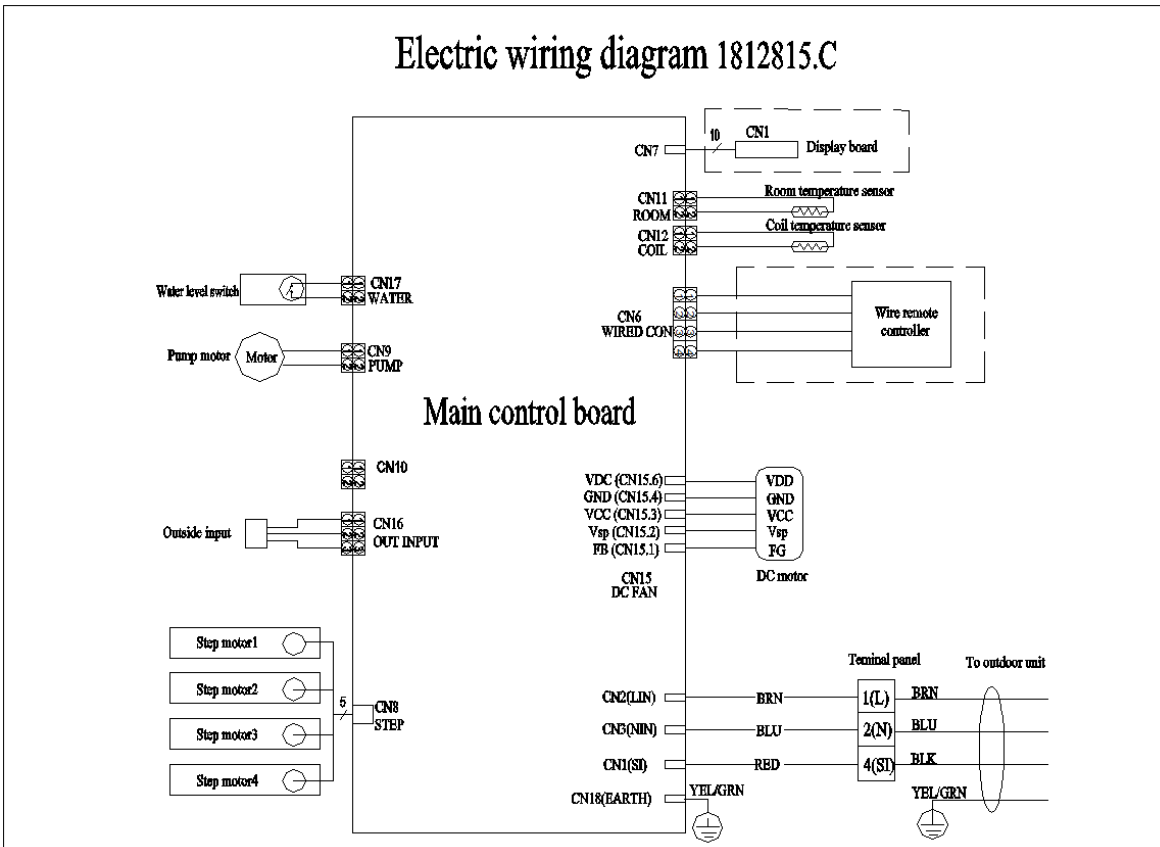 Electric wiring diagram 1812815.C
10
CN1
CN7
Display board
Room temperature sensor
CN11
ROOM
Coil temperature sensor
CN12
COIL
CN17
WATER
Water level switch
CN6
WIRED CON
Wire remote
controller
CN9
PUMP
Pump motor
Motor
Main control board
CN10
VDC (CN15.6)
GND (CN15.4)
VCC (CN15.3)
Vsp (CN15.2)
FB (CN15.1)
VDD
GND
VCC
Vsp
FG
CN15
DC FAN
DC motor
Outside input
CN16
OUT INPUT
Step motor1
Step motor2
Step motor3
Step motor4
5
CN8
STEP
Teminal panel
To outdoor unit
CN2(LIN)
BRN
1(L)
BRN
CN3(NIN)
BLU
2(N)
BLU
CN1(SI)
RED
4(SI)
BLK
CN18(EARTH)
YEL/GRN
YEL/GRN